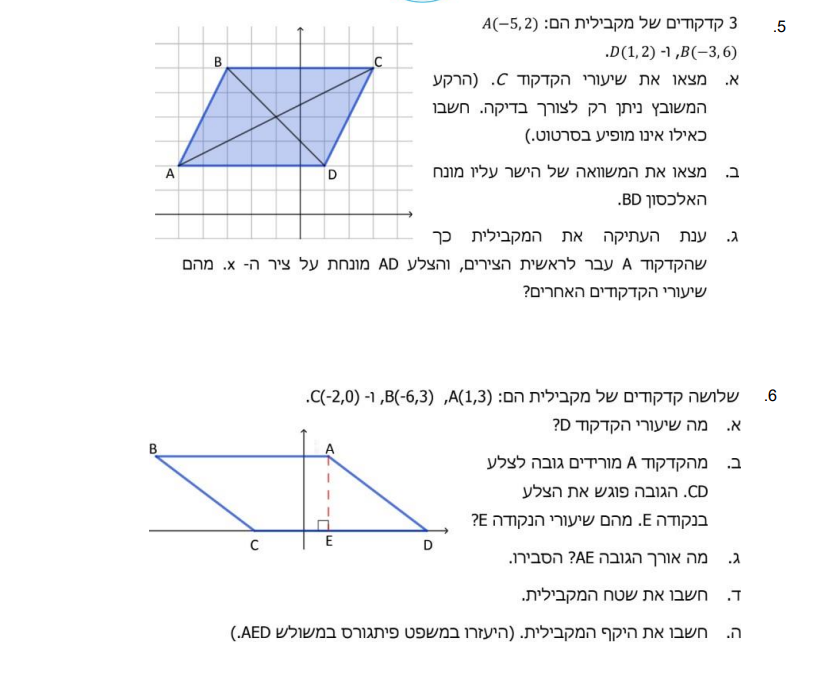 5. 3 קדקודים של מקבילית הם: A(−5,2)
B(−3,6), ו- D(1,2).
א. מצאו את שיעורי הקדקוד C. (הרקע
המשובץ ניתן רק לצורך בדיקה. חשבו
כאילו אינו מופיע בסרטוט.)
ב. מצאו את המשוואה של הישר עליו מונח
האלכסון BD.
ג. ענת העתיקה את המקבילית כך
שהקדקוד A עבר לראשית הצירים, והצלע AD מונחת על ציר ה- x. מהם
שיעורי הקדקודים האחרים?
B
C
A
D
6. שלושה קדקודים של מקבילית הם: A(1,3), B(-6,3), ו- C(-2,0).
א. מה שיעורי הקדקוד D?
ב. מהקדקוד A מורידים גובה לצלע
CD. הגובה פוגש את הצלע
בנקודה E. מהם שיעורי הנקודה E?
ג. מה אורך הגובה AE? הסבירו.
ד. חשבו את שטח המקבילית.
ה. חשבו את היקף המקבילית. (היעזרו במשפט פיתגורס במשולש AED.)
B
A
C
E
D